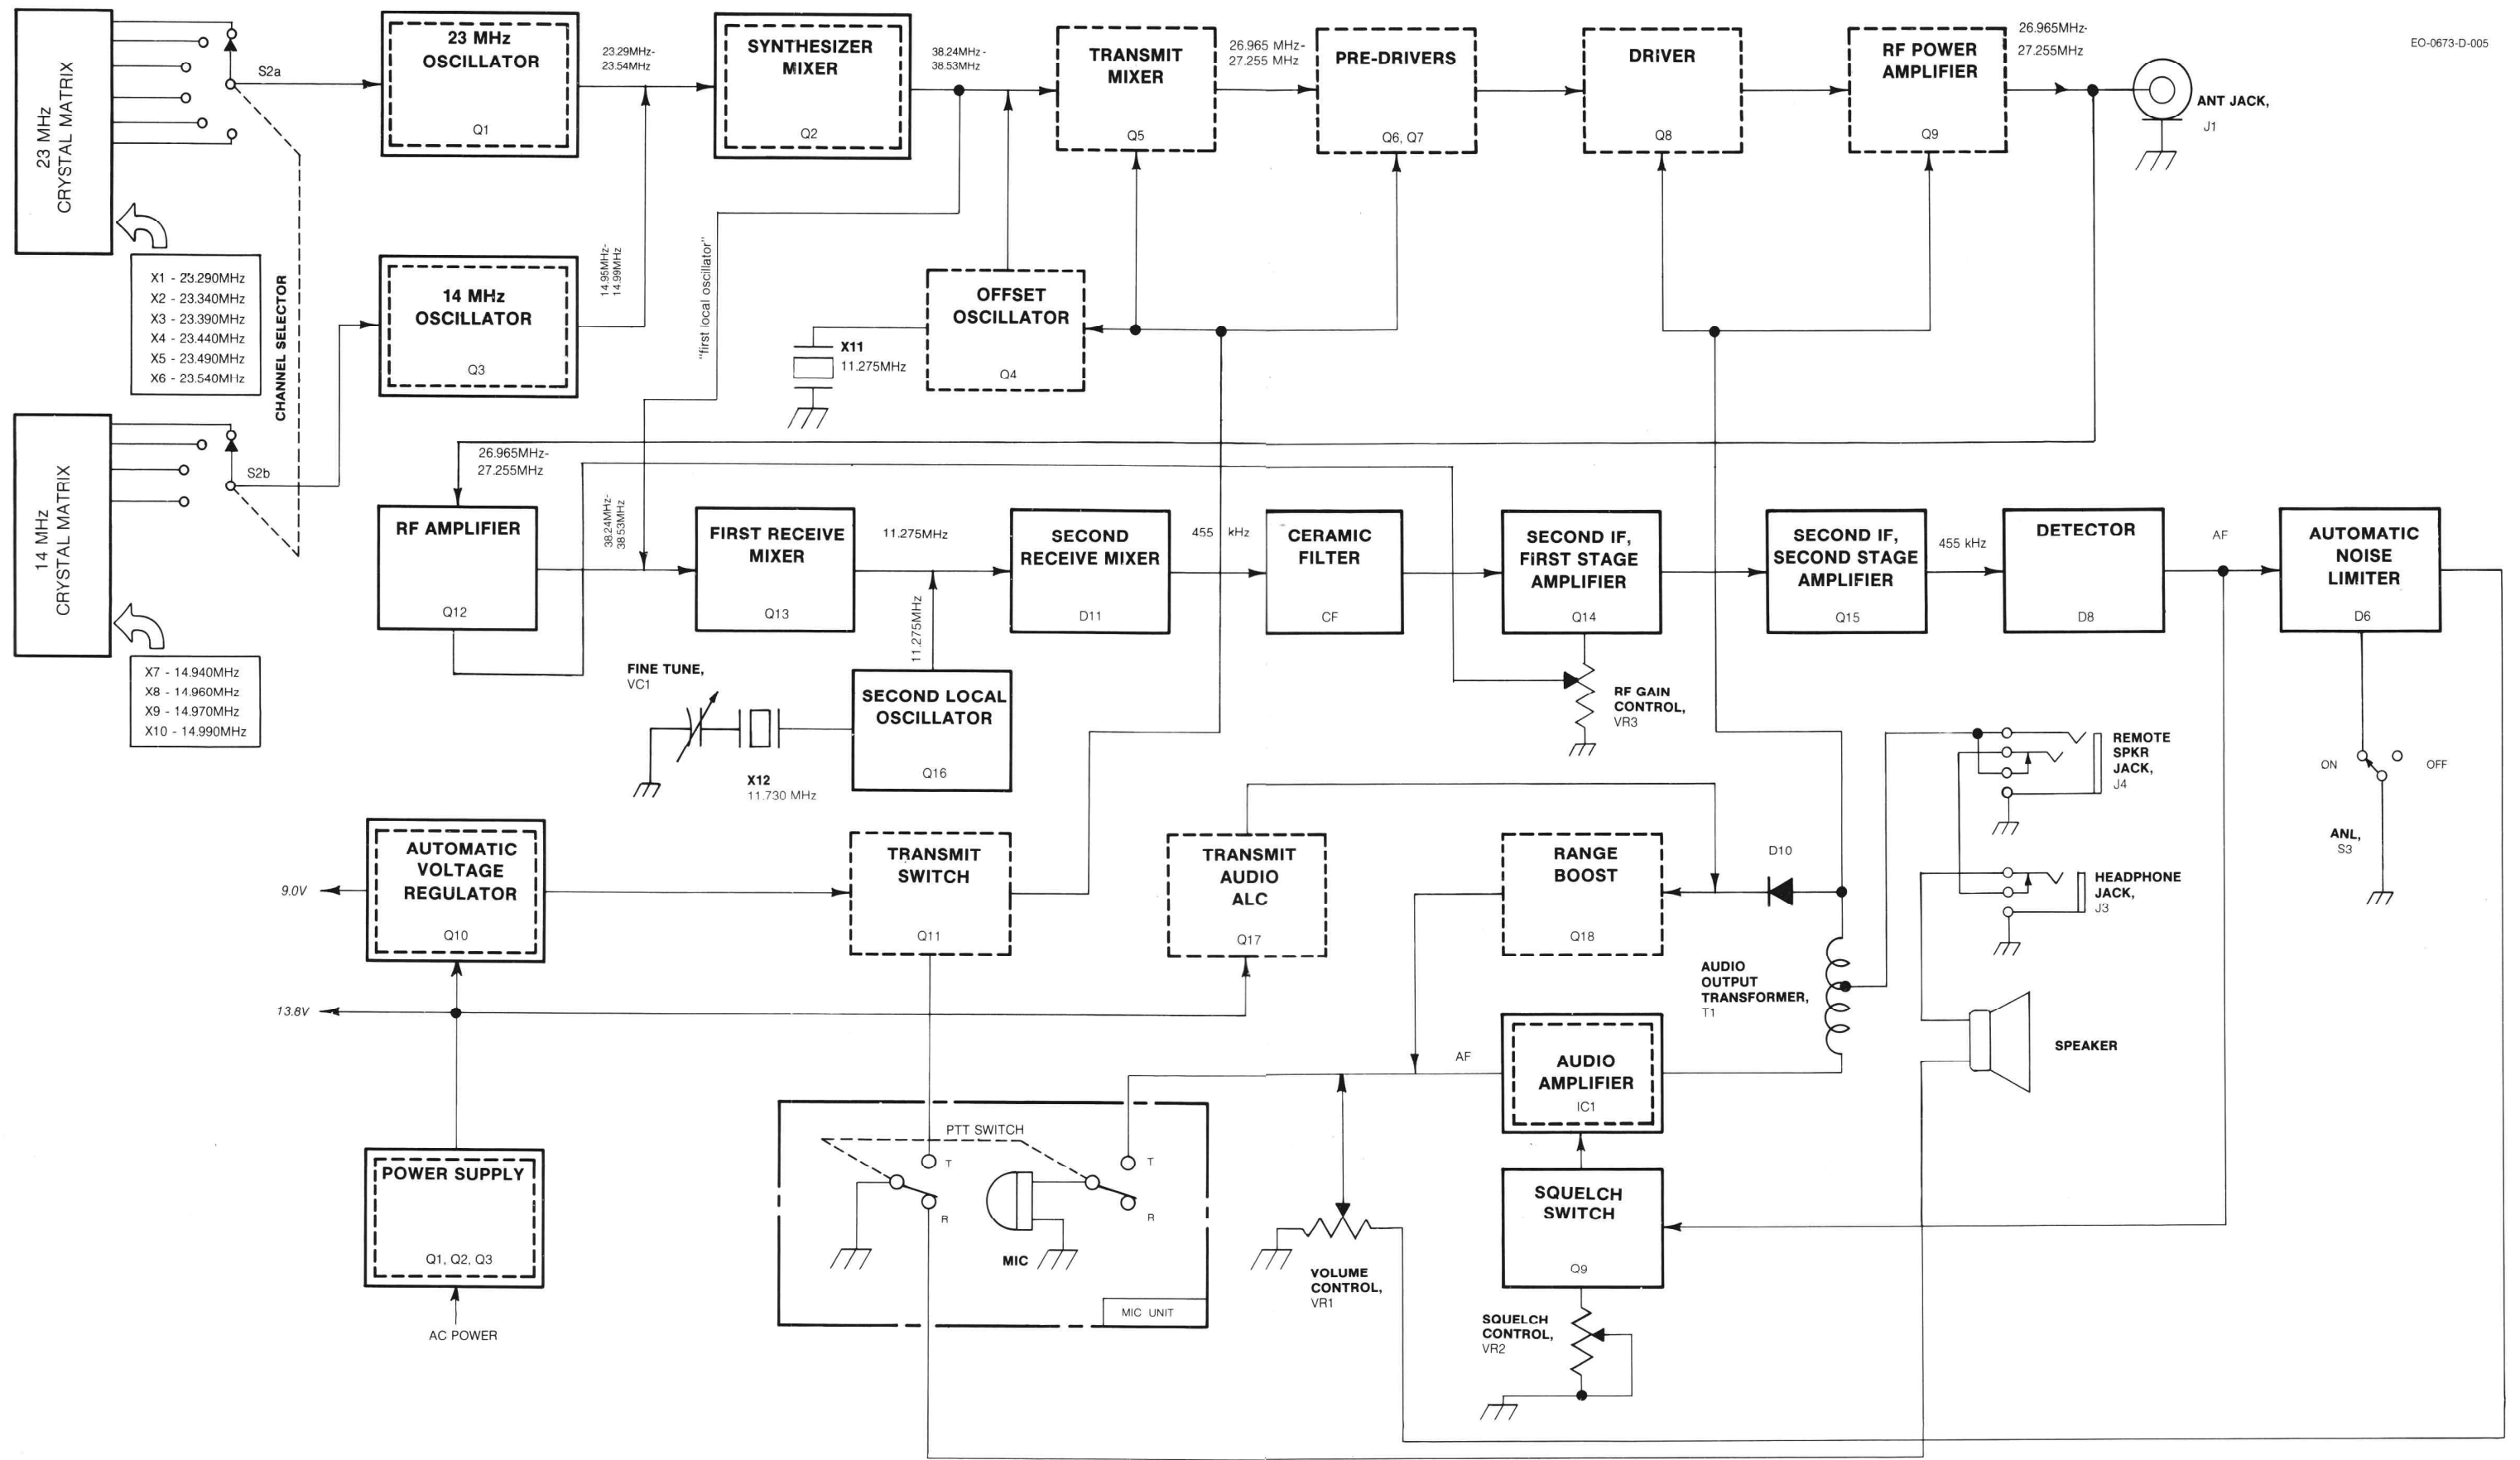 EO-0673-D-005
23 MHz
CRYSTAL MATRIX
S2a
23 MHz
OSCILLATOR
Q1
23.29MHz-
23.54MHz
SYNTHESIZER
MIXER
Q2
38.24MHz-
38.53MHz
TRANSMIT
MIXER
Q5
26.965 MHz-
27.255 MHz
PRE-DRIVERS
Q6, Q7
DRIVER
Q8
RF POWER
AMPLIFIER
Q9
26.965MHz-
27.255MHz
ANT JACK,
J1
X1 - 23.290MHz
X2 - 23.340MHz
X3 - 23.390MHz
X4 - 23.440MHz
X5 - 23.490MHz
X6 - 23.540MHz
CHANNEL SELECTOR
14 MHz
OSCILLATOR
Q3
14.95MHz-
14.99MHz
"first local oscillator"
OFFSET
OSCILLATOR
Q4
X11
11.275MHz
14 MHz
CRYSTAL MATRIX
S2b
X7 - 14.940MHz
X8 - 14.960MHz
X9 - 14.970MHz
X10 - 14.990MHz
26.965MHz-
27.255MHz
RF AMPLIFIER
Q12
38.24MHz-
38.53MHz
FIRST RECEIVE
MIXER
Q13
11.275MHz
SECOND
RECEIVE MIXER
D11
455 kHz
CERAMIC
FILTER
CF
SECOND IF,
FIRST STAGE
AMPLIFIER
Q14
SECOND IF,
SECOND STAGE
AMPLIFIER
Q15
455 kHz
DETECTOR
D8
AF
AUTOMATIC
NOISE
LIMITER
D6
11.275MHz
FINE TUNE,
VC1
X12
11.730 MHz
SECOND LOCAL
OSCILLATOR
Q16
RF GAIN
CONTROL,
VR3
REMOTE
SPKR
JACK,
J4
ON
OFF
ANL,
S3
HEADPHONE
JACK,
J3
9.0V
AUTOMATIC
VOLTAGE
REGULATOR
Q10
TRANSMIT
SWITCH
Q11
TRANSMIT
AUDIO
ALC
Q17
RANGE
BOOST
Q18
D10
AUDIO
OUTPUT
TRANSFORMER,
T1
13.8V
AF
AUDIO
AMPLIFIER
IC1
SPEAKER
POWER SUPPLY
Q1, Q2, Q3
AC POWER
PTT SWITCH
T
R
MIC
T
R
MIC UNIT
VOLUME
CONTROL,
VR1
SQUELCH
SWITCH
Q9
SQUELCH
CONTROL,
VR2